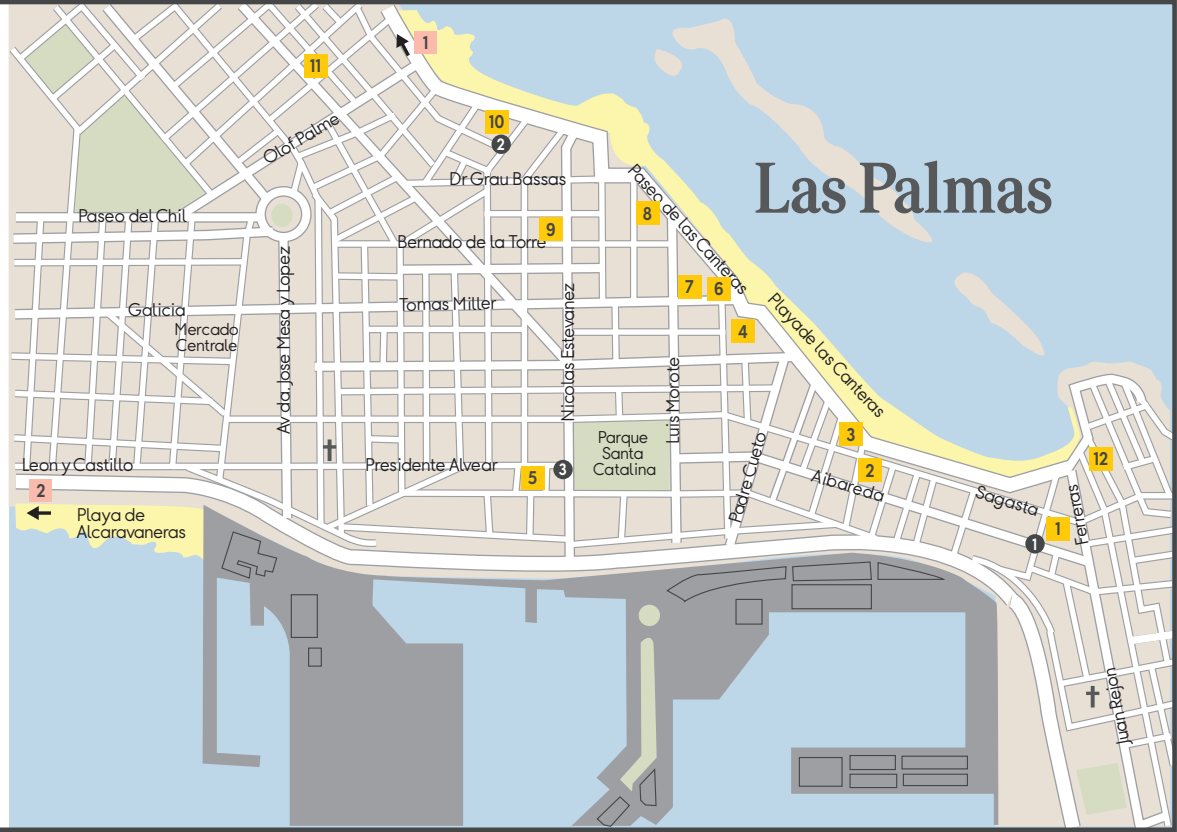 1
11
10
2
Olof Palme
Dr Grau Bassas
Paseo de las Canteras
Las Palmas
Paseo del Chil
8
9
Bernado de la Torre
7
6
Galicia
Tomas Miller
Playade las Canteras
4
Mercado
Centrale
Av da. Jose Mesa y Lopez
Nicolas Estevanez
Luis Morote
3
Parque
Santa
Catalina
Padre Cueto
12
Leon y Castillo
Presidente Alvear
3
5
2
Aibareda
2
Sagasta
Ferreras
Playa de
Alcaravaneras
1
1
Juan Rejon